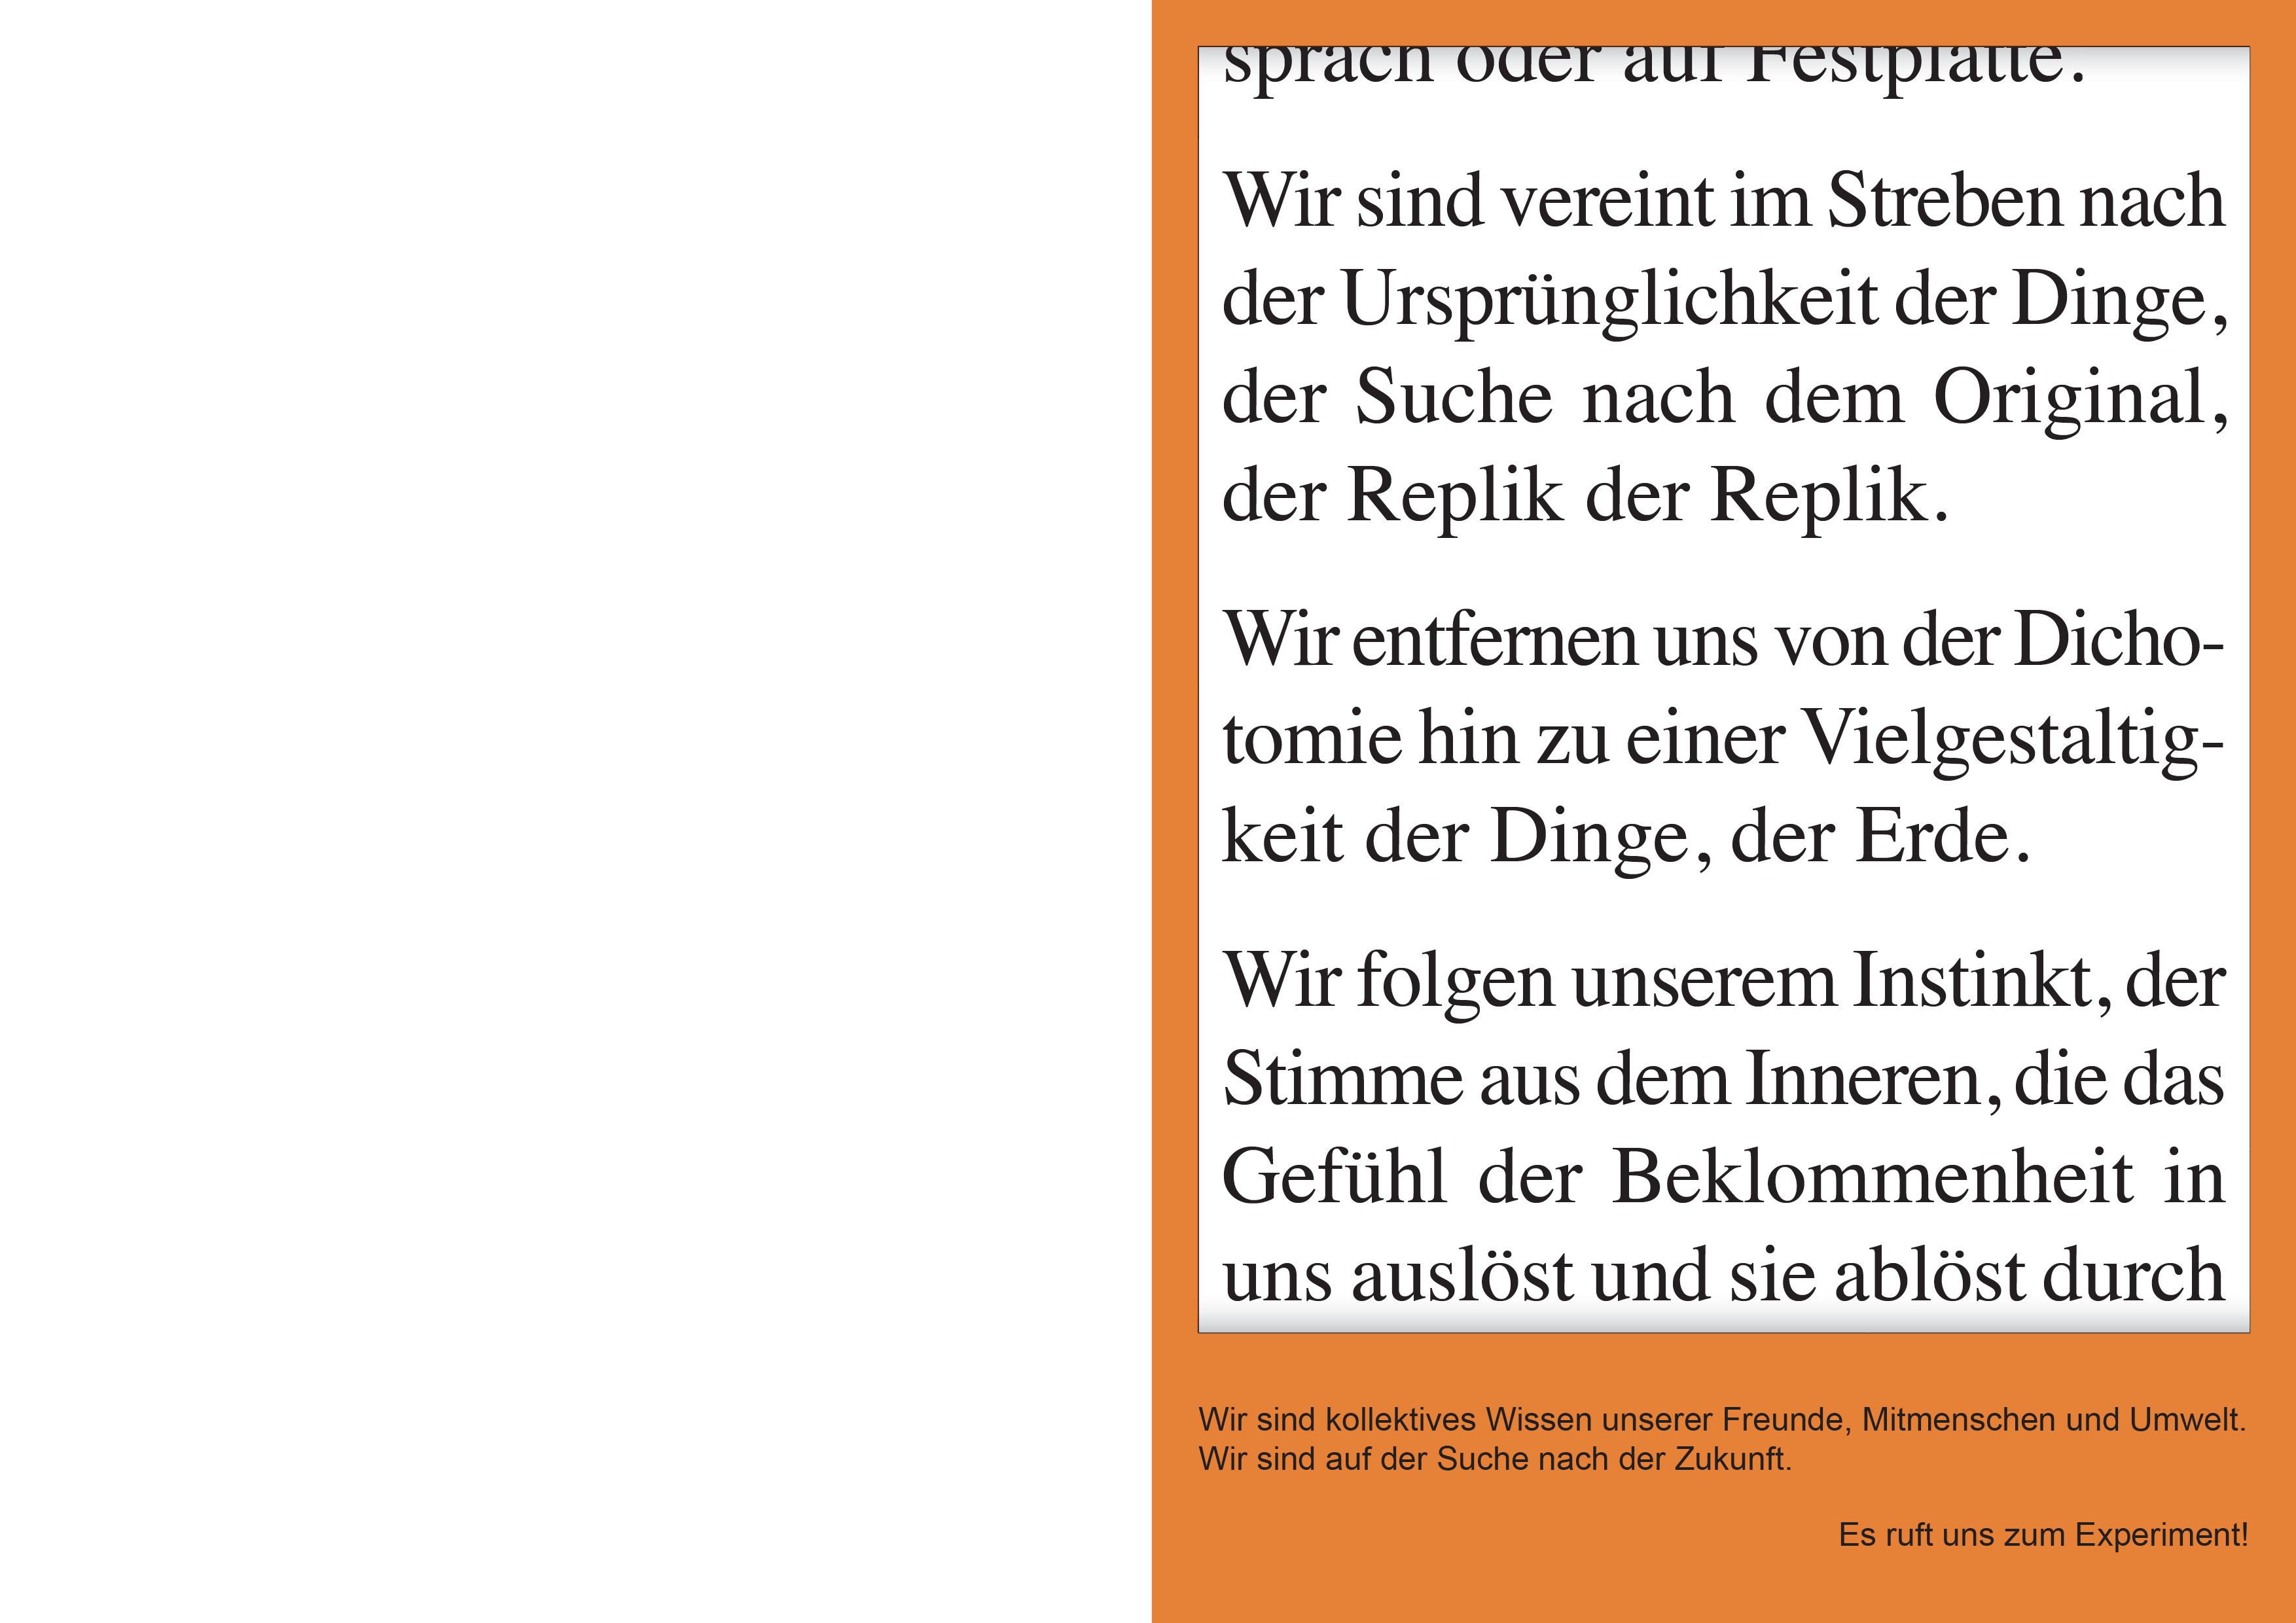 sprach oder auf Festplatte.
Wir sind vereint im Streben nach
der Ursprünglichkeit der Dinge,
der Suche nach dem Original,
der Replik der Replik.
Wir entfernen uns von der Dicho-
tomie hin zu einer Vielgestaltig-
keit der Dinge, der Erde.
Wir folgen unserem Instinkt, der
Stimme aus dem Inneren, die das
Gefühl der Beklommenheit in
uns auslöst und sie ablöst durch
Wir sind kollektives Wissen unserer Freunde, Mitmenschen und Umwelt.
Wir sind auf der Suche nach der Zukunft.
Es ruft uns zum Experiment!